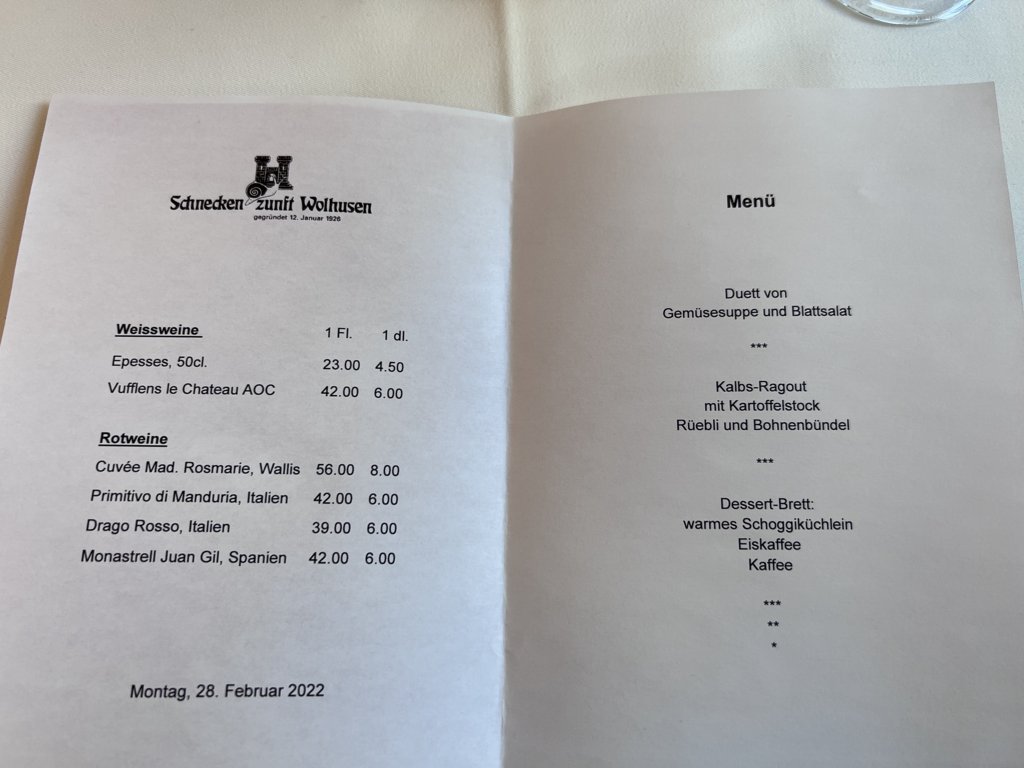 Schneckenzunft Wolhusen
gegründet 12. Januar 1926
Weissweine 1 Fl. 1 dl.
Epesses, 50cl. 23.00 4.50
Vufflens le Chateau AOC 42.00 6.00
Rotweine
Cuvée Mad. Rosmarie, Wallis 56.00 8.00
Primitivo di Manduria, Italien 42.00 6.00
Drago Rosso, Italien 39.00 6.00
Monastrell Juan Gil, Spanien 42.00 6.00
Montag, 28. Februar 2022
Menü
Duett von
Gemüsesuppe und Blattsalat
***
Kalbs-Ragout
mit Kartoffelstock
Rüebli und Bohnenbündel
***
Dessert-Brett:
warmes Schoggiküchlein
Eiskaffee
Kaffee
***
**
*